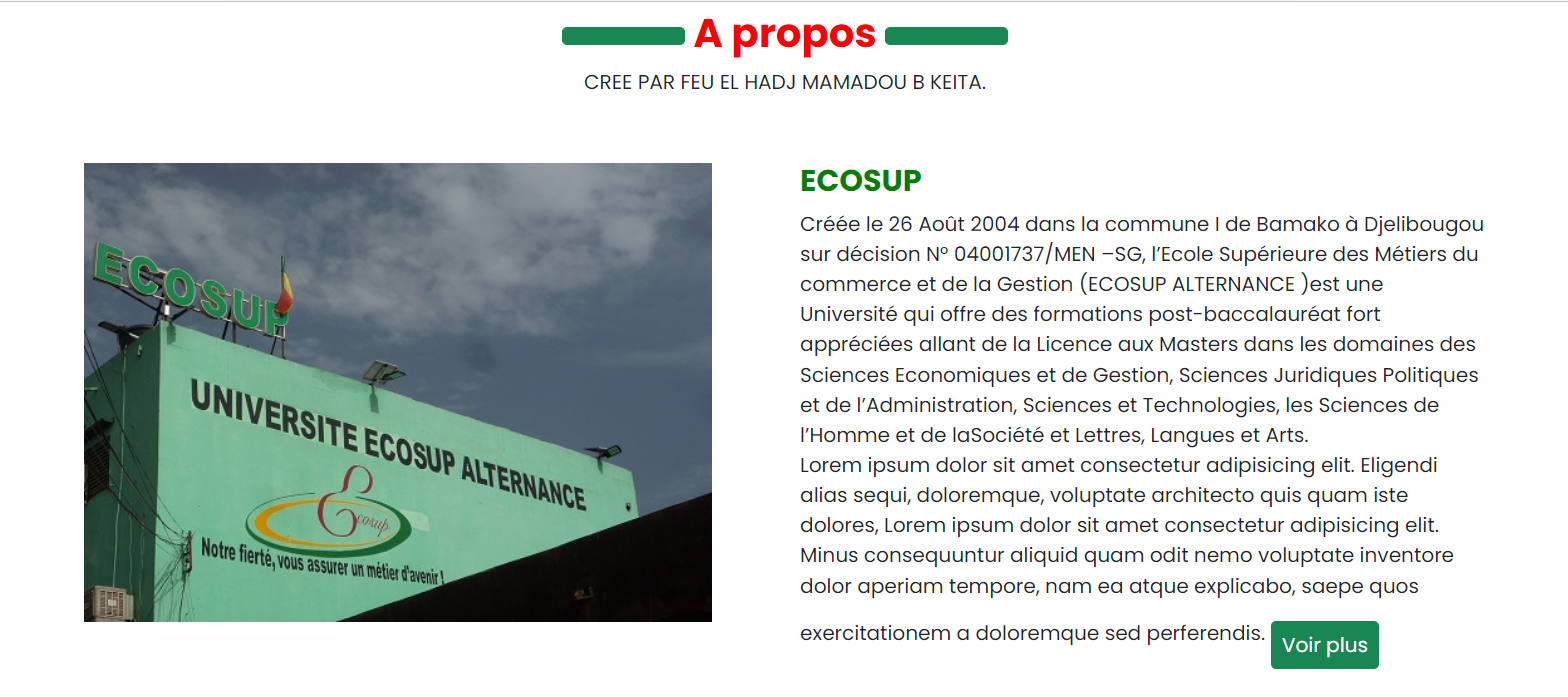 A propos
CREE PAR FEU EL HADJ MAMADOU B KEITA.
ECOSUP
UNIVERSITE ECOSUP ALTERNANCE
Ecosup
Notre fierté, vous assurer un métier d'avenir !
ECOSUP
Créée le 26 Août 2004 dans la commune I de Bamako à Djelibougou
sur décision N° 04001737/MEN –SG, l’Ecole Supérieure des Métiers du
commerce et de la Gestion (ECOSUP ALTERNANCE )est une
Université qui offre des formations post-baccalauréat fort
appréciées allant de la Licence aux Masters dans les domaines des
Sciences Economiques et de Gestion, Sciences Juridiques Politiques
et de l’Administration, Sciences et Technologies, les Sciences de
l’Homme et de laSociété et Lettres, Langues et Arts.
Lorem ipsum dolor sit amet consectetur adipisicing elit. Eligendi
alias sequi, doloremque, voluptate architecto quis quam iste
dolores, Lorem ipsum dolor sit amet consectetur adipisicing elit.
Minus consequuntur aliquid quam odit nemo voluptate inventore
dolor aperiam tempore, nam ea atque explicabo, saepe quos
exercitationem a doloremque sed perferendis. Voir plus